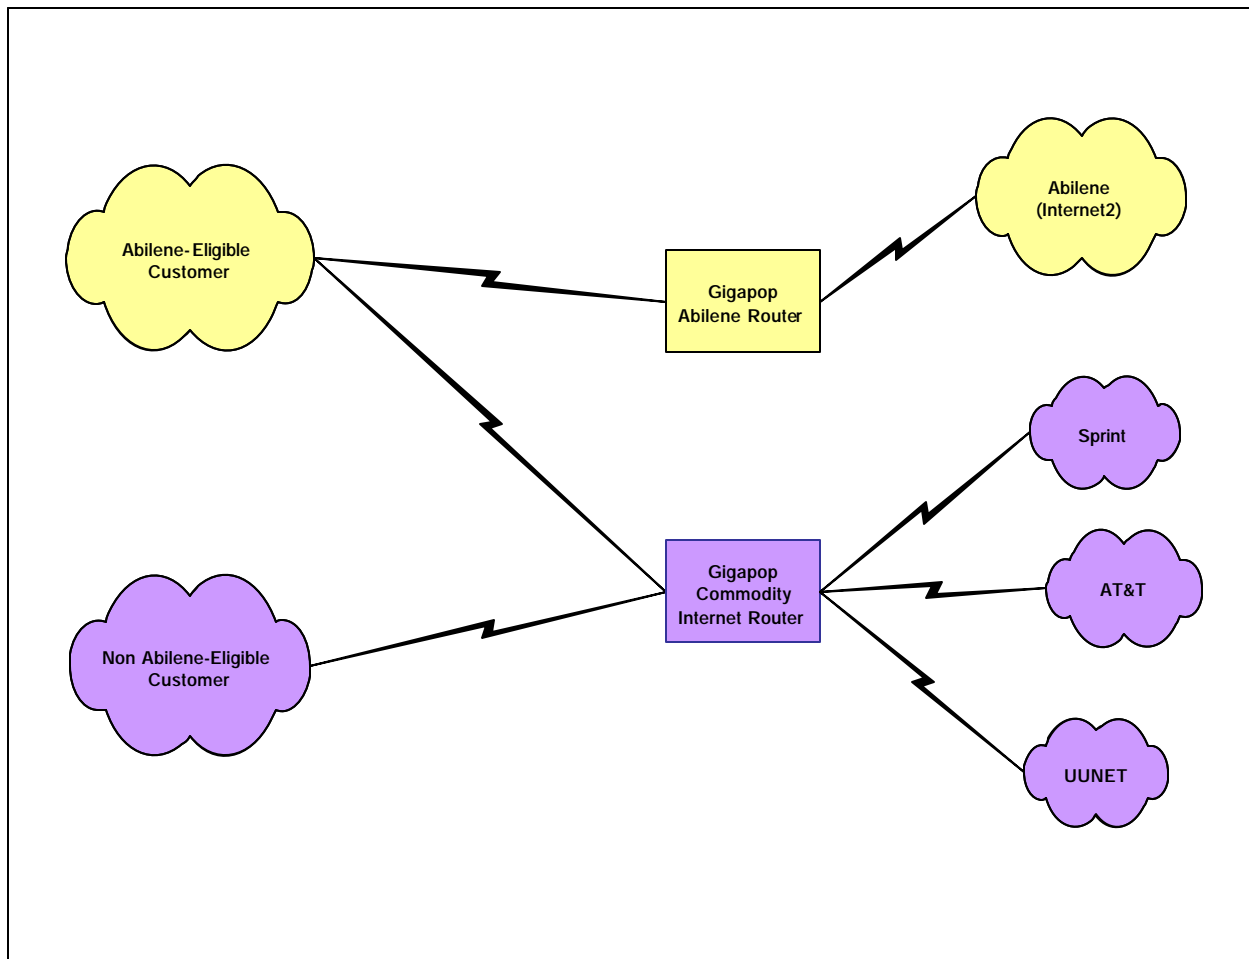 Abilene-Eligible
Customer
Gigapop
Abilene Router
Abilene
(Internet2)
Sprint
Gigapop
Commodity
Internet Router
AT&T
Non Abilene-Eligible
Customer
UUNET